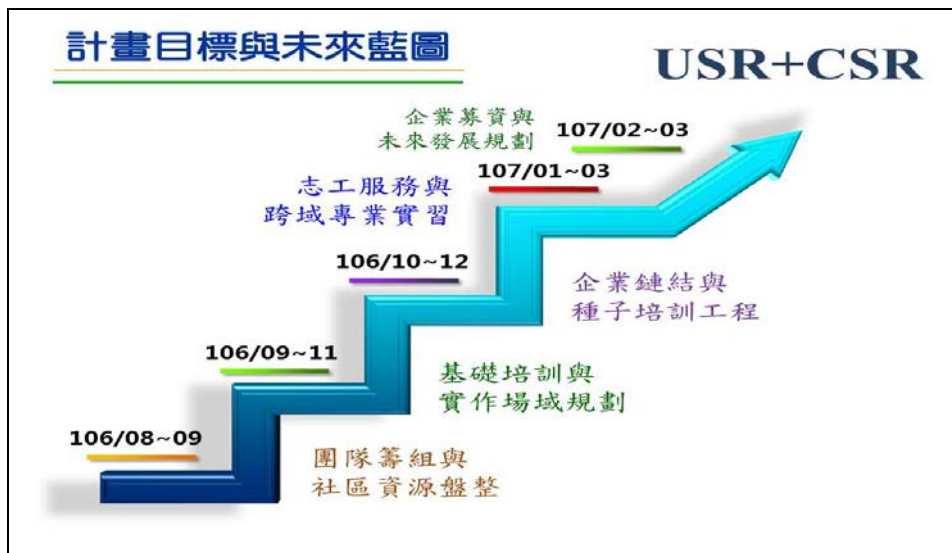 計畫目標與未來藍圖
USR+CSR
企業募資與
未來發展規劃
107/02~03
107/01~03
志工服務與
跨域專業實習
106/10~12
企業鏈結與
種子培訓工程
106/09~11
基礎培訓與
實作場域規劃
106/08~09
團隊籌組與
社區資源盤整